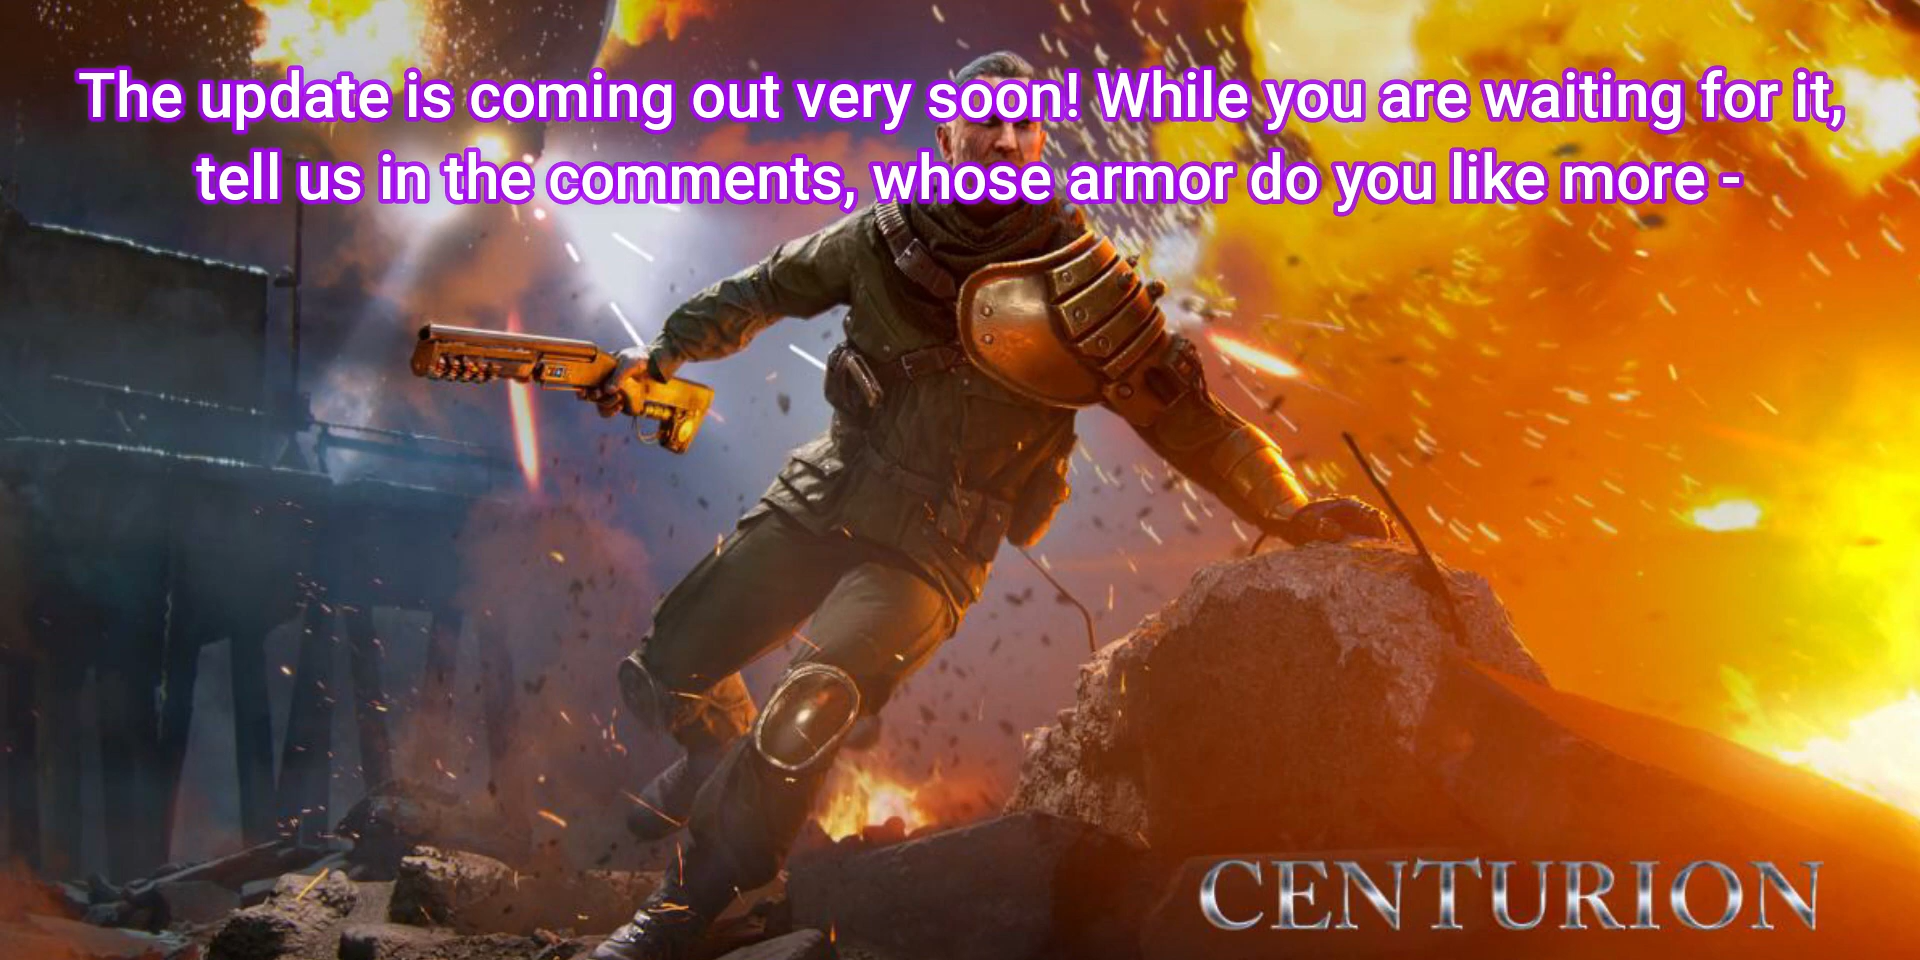 The update is coming out very soon! While you are waiting for it,
tell us in the comments, whose armor do you like more -
CENTURION